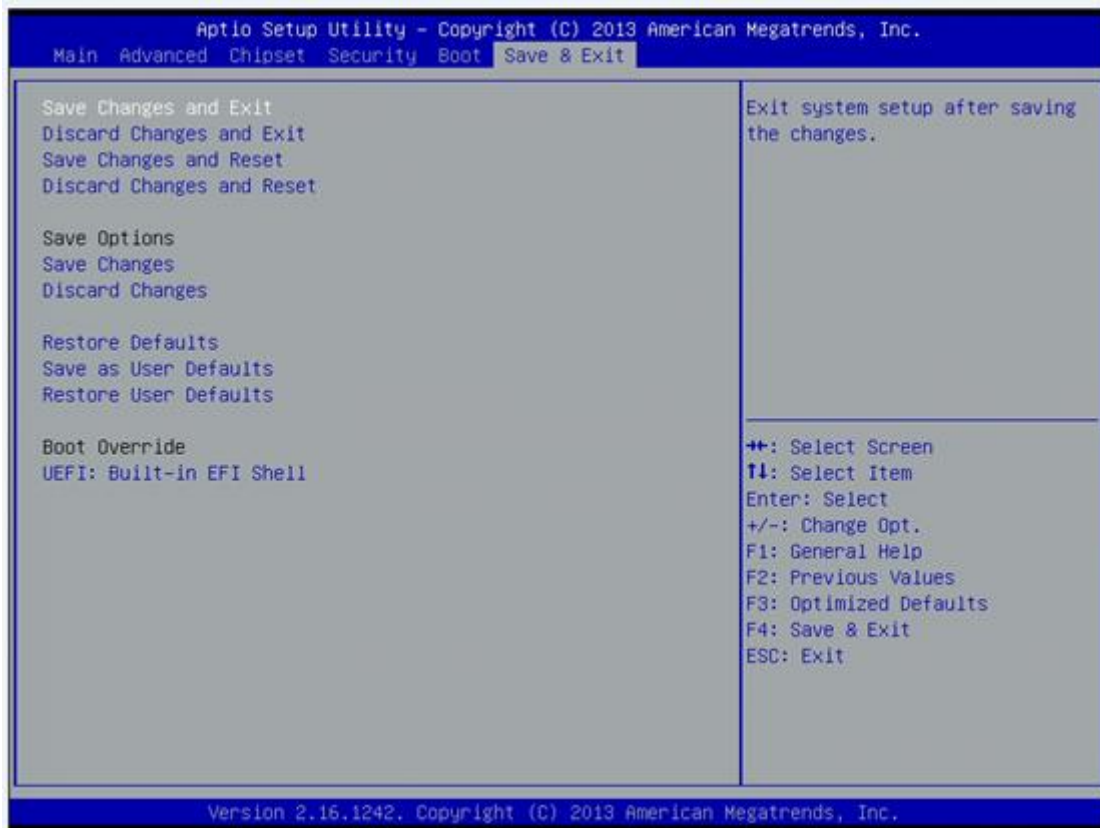 Aptio Setup Utility – Copyright (C) 2013 American Megatrends, Inc.
Main Advanced Chipset Security Boot Save & Exit
Save Changes and Exit
Discard Changes and Exit
Save Changes and Reset
Discard Changes and Reset
Save Options
Save Changes
Discard Changes
Restore Defaults
Save as User Defaults
Restore User Defaults
Boot Override
UEFI: Built-in EFI Shell
Exit system setup after saving
the changes.
→←: Select Screen
↑↓: Select Item
Enter: Select
+/-: Change Opt.
F1: General Help
F2: Previous Values
F3: Optimized Defaults
F4: Save & Exit
ESC: Exit
Version 2.16.1242. Copyright (C) 2013 American Megatrends, Inc.